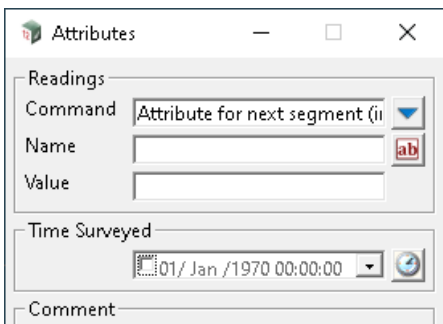 Attributes
Readings
Command Attribute for next segment (i
Name
ab
Value
Time Surveyed
01/ Jan /1970 00:00:00
Comment